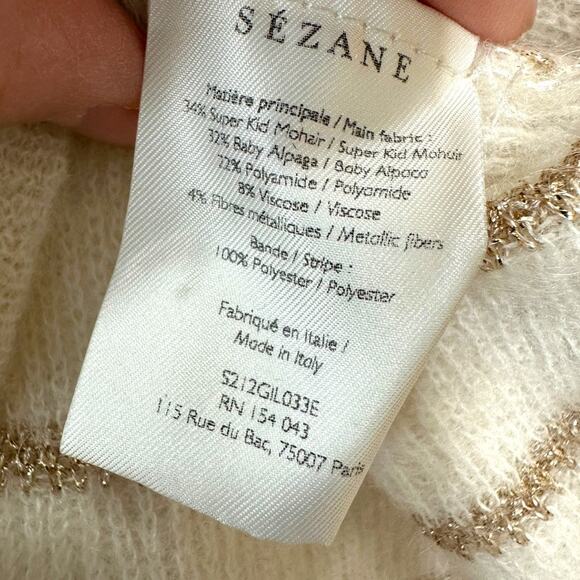 SÉZANE
Matière principale / Main fabric :
34% Super Kid Mohair / Super Kid Mohair
32% Baby Alpaga / Baby Alpaca
22% Polyamide / Polyamide
8% Viscose / Viscose
4% Fibres métalliques / Metallic fibers
Bande / Stripe :
100% Polyester / Polyester
Fabriqué en Italie /
Made in Italy
S212GIL033E
RN 154 043
115 Rue du Bac, 75007 Paris